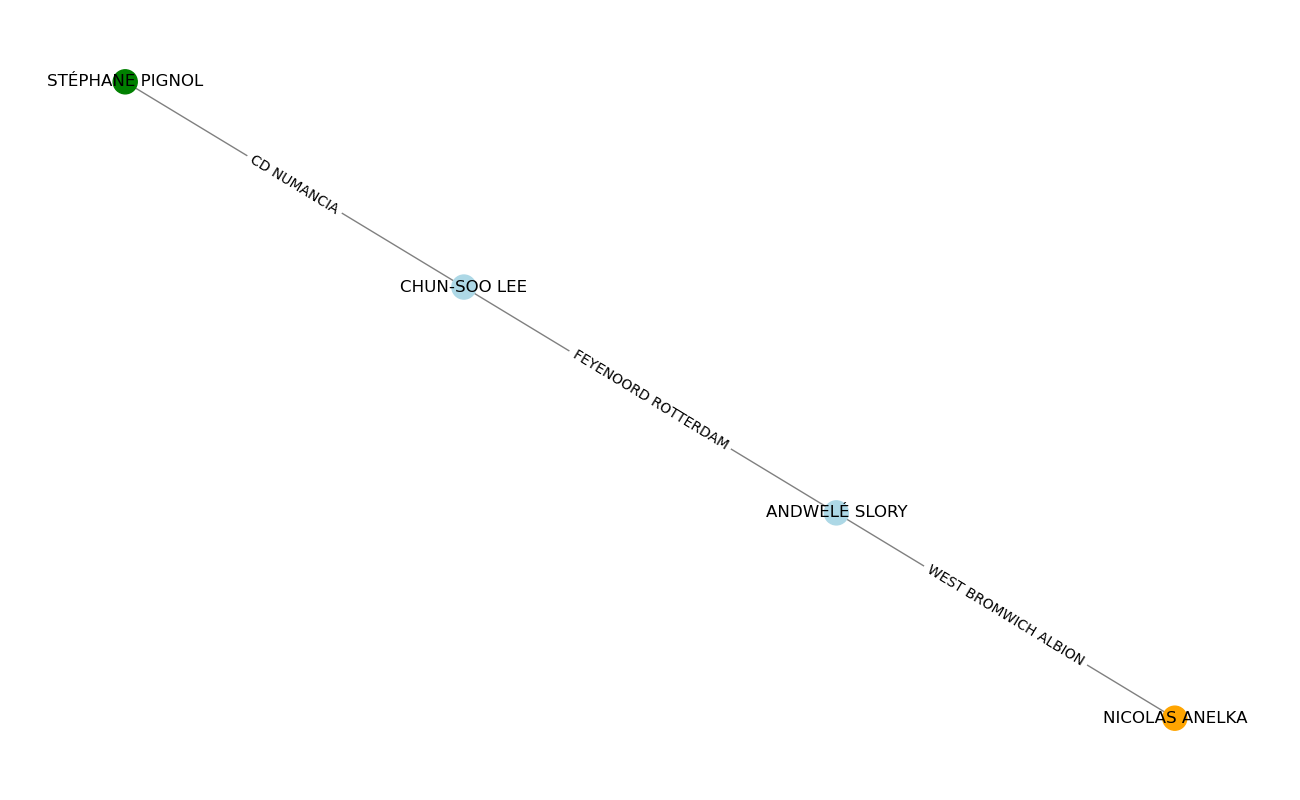 STÉPHANE PIGNOL
CD NUMANCIA
CHUN-SOO LEE
FEYENOORD ROTTERDAM
ANDWELÉ SLORY
WEST BROMWICH ALBION
NICOLAS ANELKA